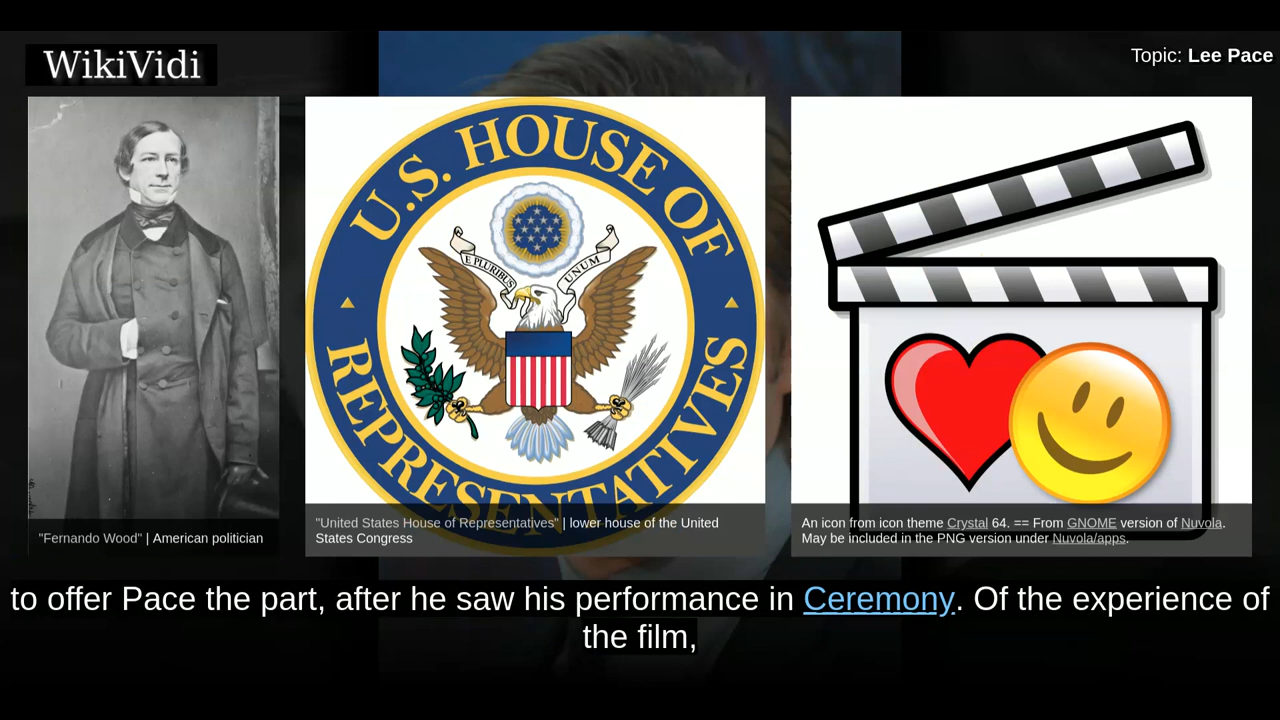 WikiVidi
Topic: Lee Pace
U.S. HOUSE OF
REPRESENTATIVES
E PLURIBUS
UNUM
"Fernando Wood" | American politician
"United States House of Representatives" | lower house of the United
States Congress
An icon from icon theme Crystal 64. == From GNOME version of Nuvola.
May be included in the PNG version under Nuvola/apps.
to offer Pace the part, after he saw his performance in Ceremony. Of the experience of
the film,